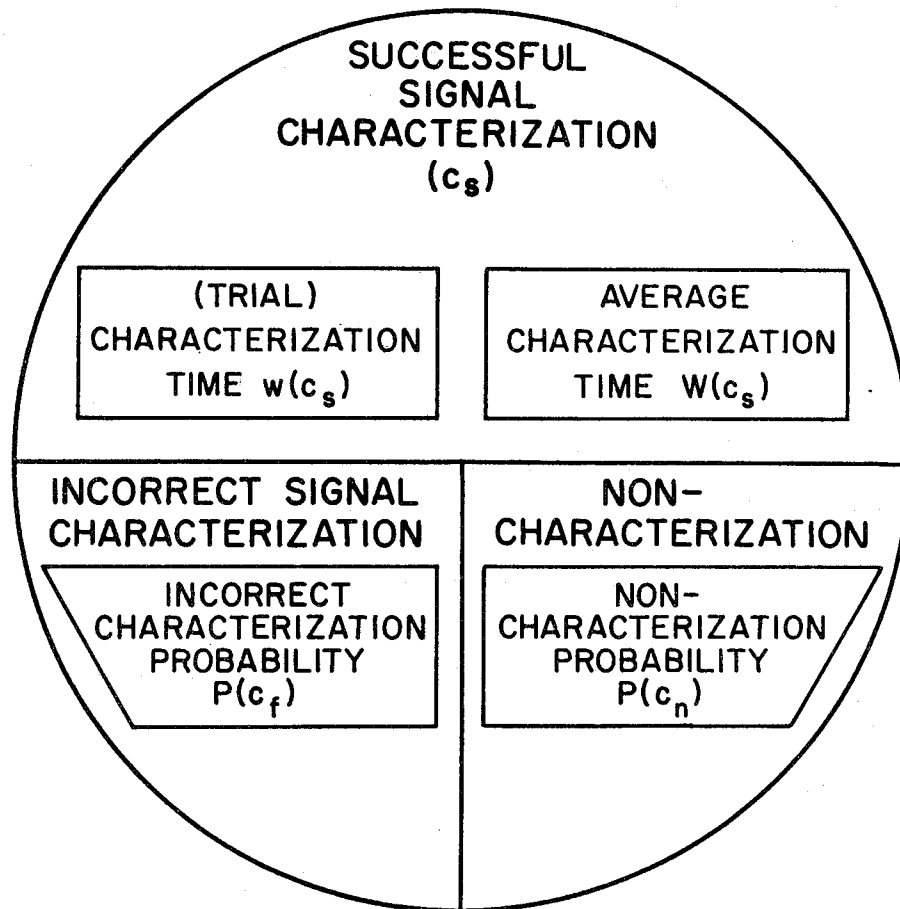 SUCCESSFUL
SIGNAL
CHARACTERIZATION
(cₛ)
(TRIAL)
CHARACTERIZATION
TIME w(cₛ)
AVERAGE
CHARACTERIZATION
TIME W(cₛ)
INCORRECT SIGNAL
CHARACTERIZATION
INCORRECT
CHARACTERIZATION
PROBABILITY
P(c_f)
NON-
CHARACTERIZATION
NON-
CHARACTERIZATION
PROBABILITY
P(cₙ)